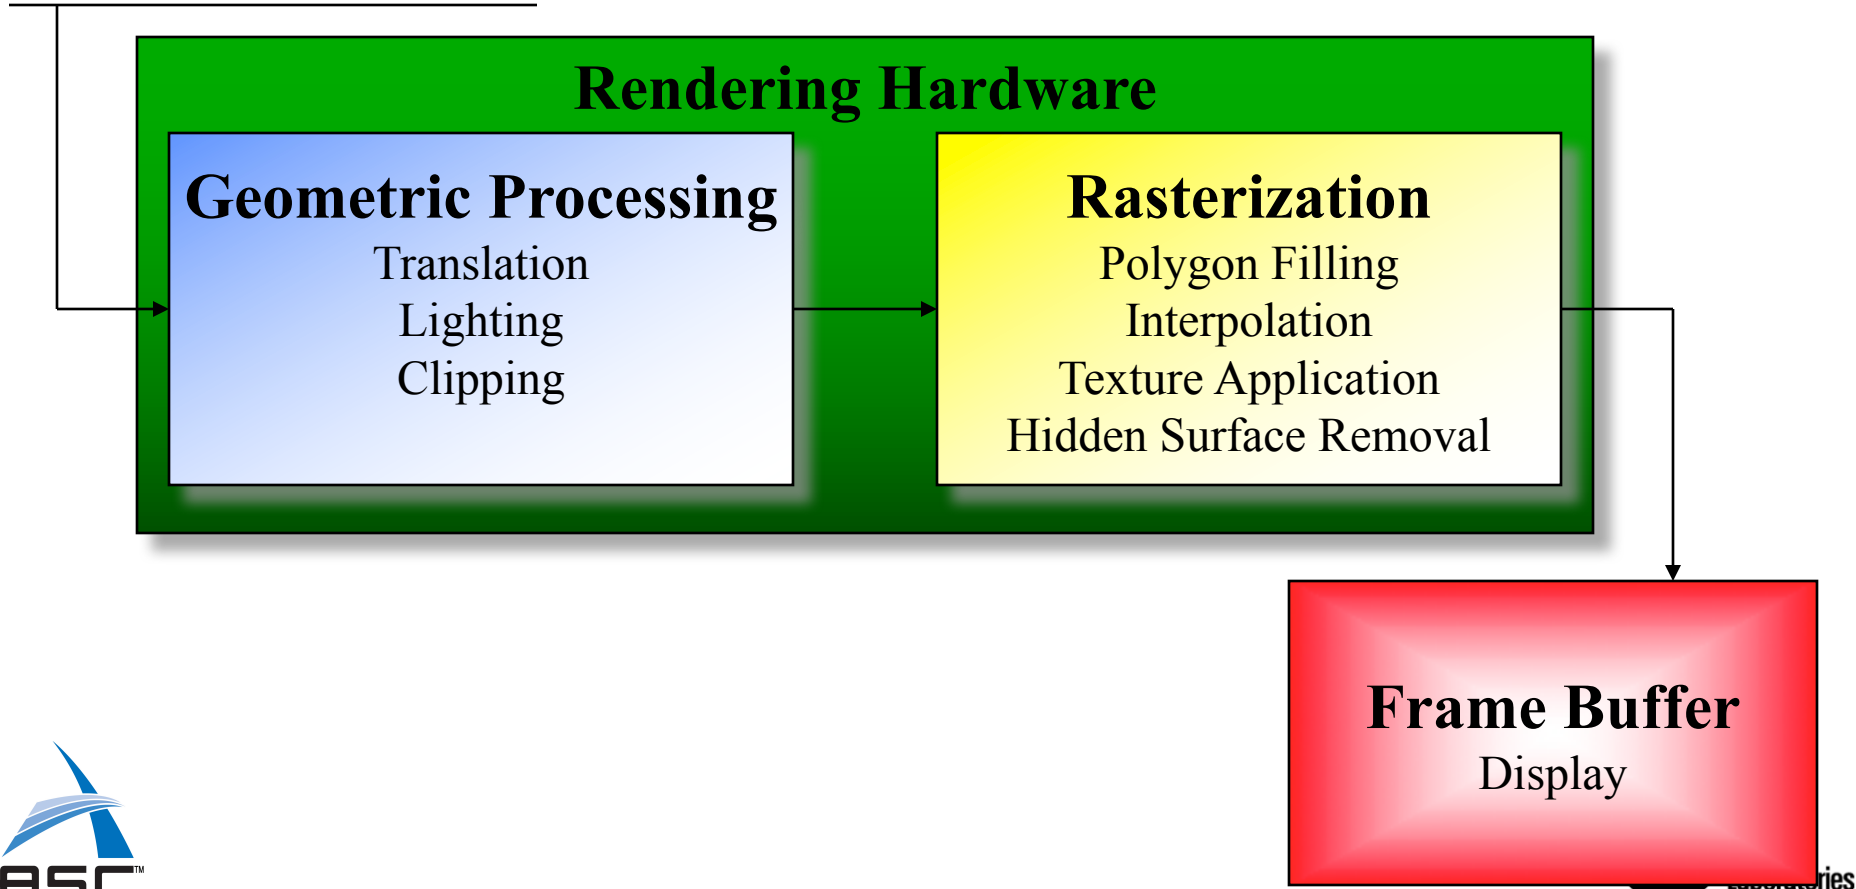 Rendering Hardware
Geometric Processing
Translation
Lighting
Clipping
Rasterization
Polygon Filling
Interpolation
Texture Application
Hidden Surface Removal
Frame Buffer
Display
ASC™